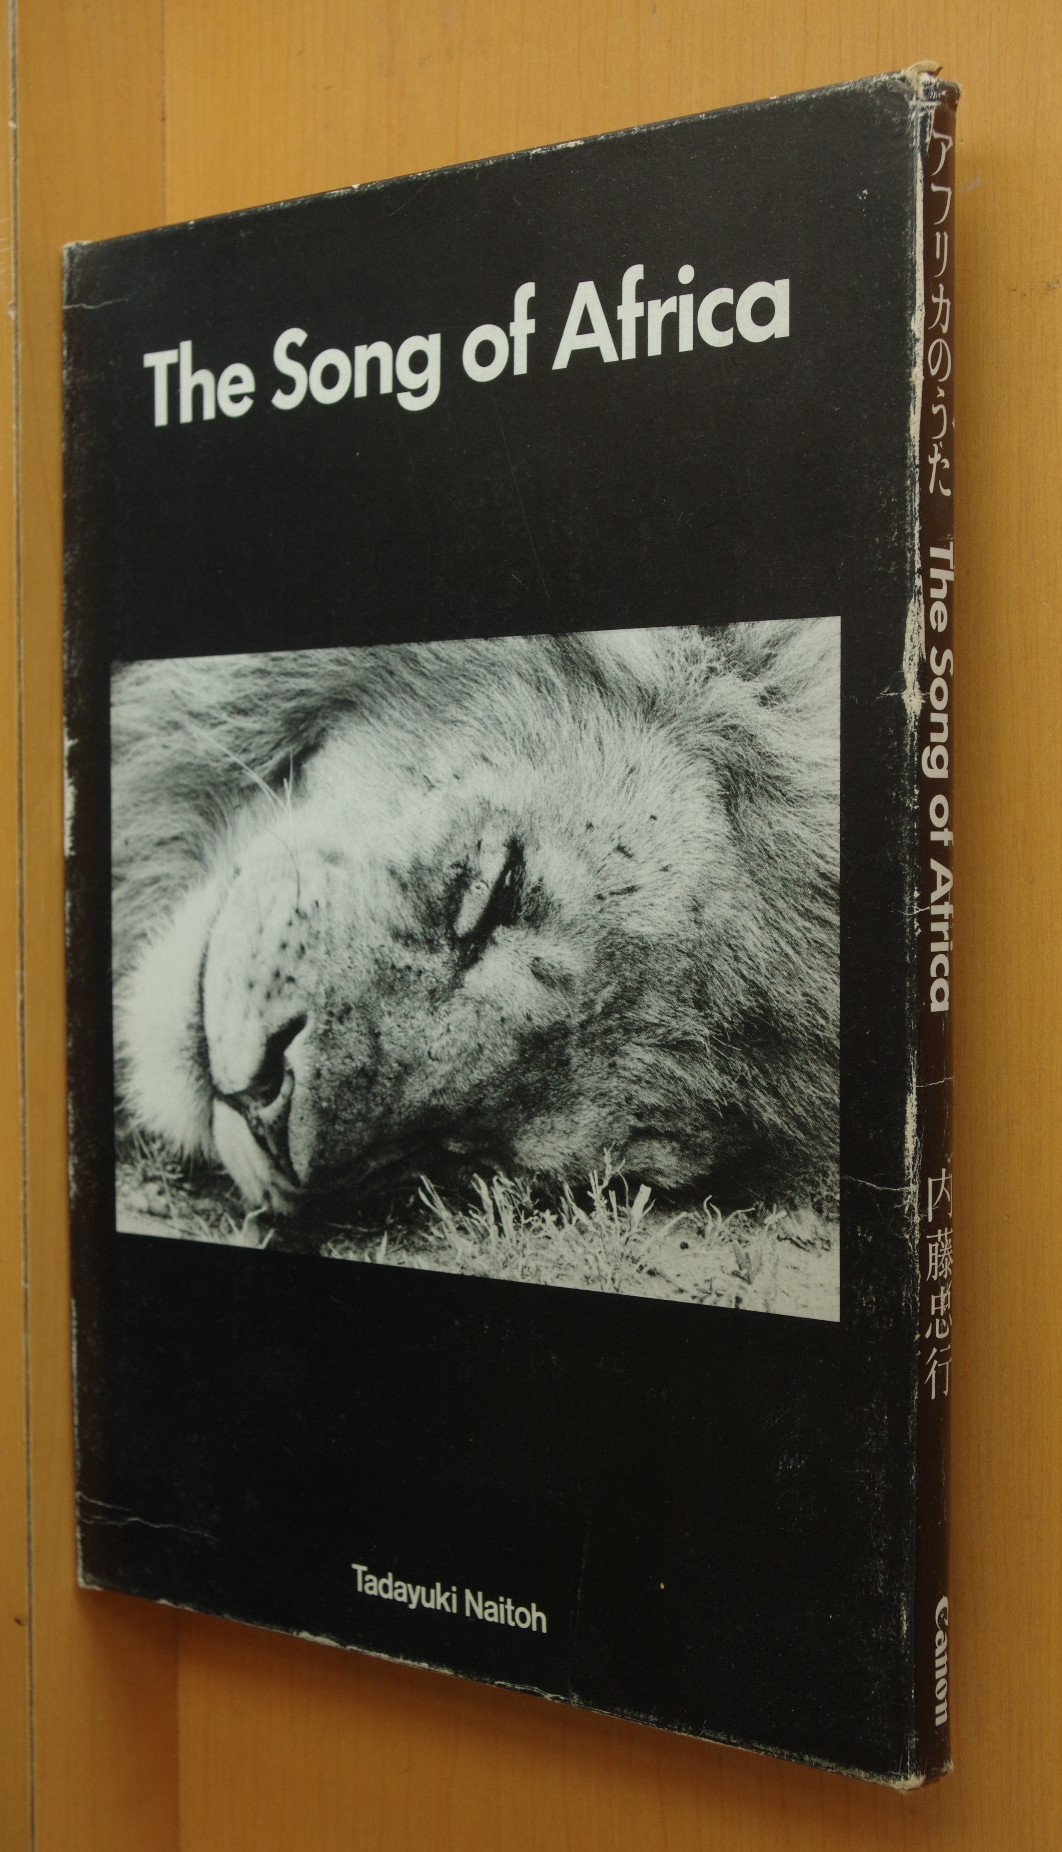 The Song of Africa
Tadayuki Naitoh
アフリカのうた The Song of Africa 内藤忠行 Canon